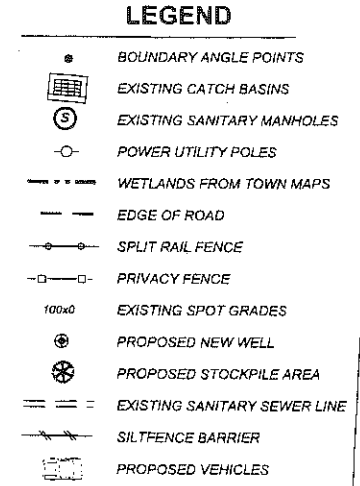 LEGEND
BOUNDARY ANGLE POINTS
EXISTING CATCH BASINS
S EXISTING SANITARY MANHOLES
POWER UTILITY POLES
WETLANDS FROM TOWN MAPS
EDGE OF ROAD
SPLIT RAIL FENCE
PRIVACY FENCE
100x0 EXISTING SPOT GRADES
PROPOSED NEW WELL
PROPOSED STOCKPILE AREA
EXISTING SANITARY SEWER LINE
SILTFENCE BARRIER
PROPOSED VEHICLES